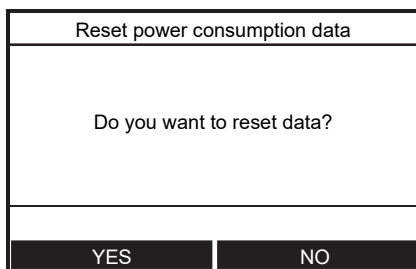 Reset power consumption data
Do you want to reset data?
YES NO